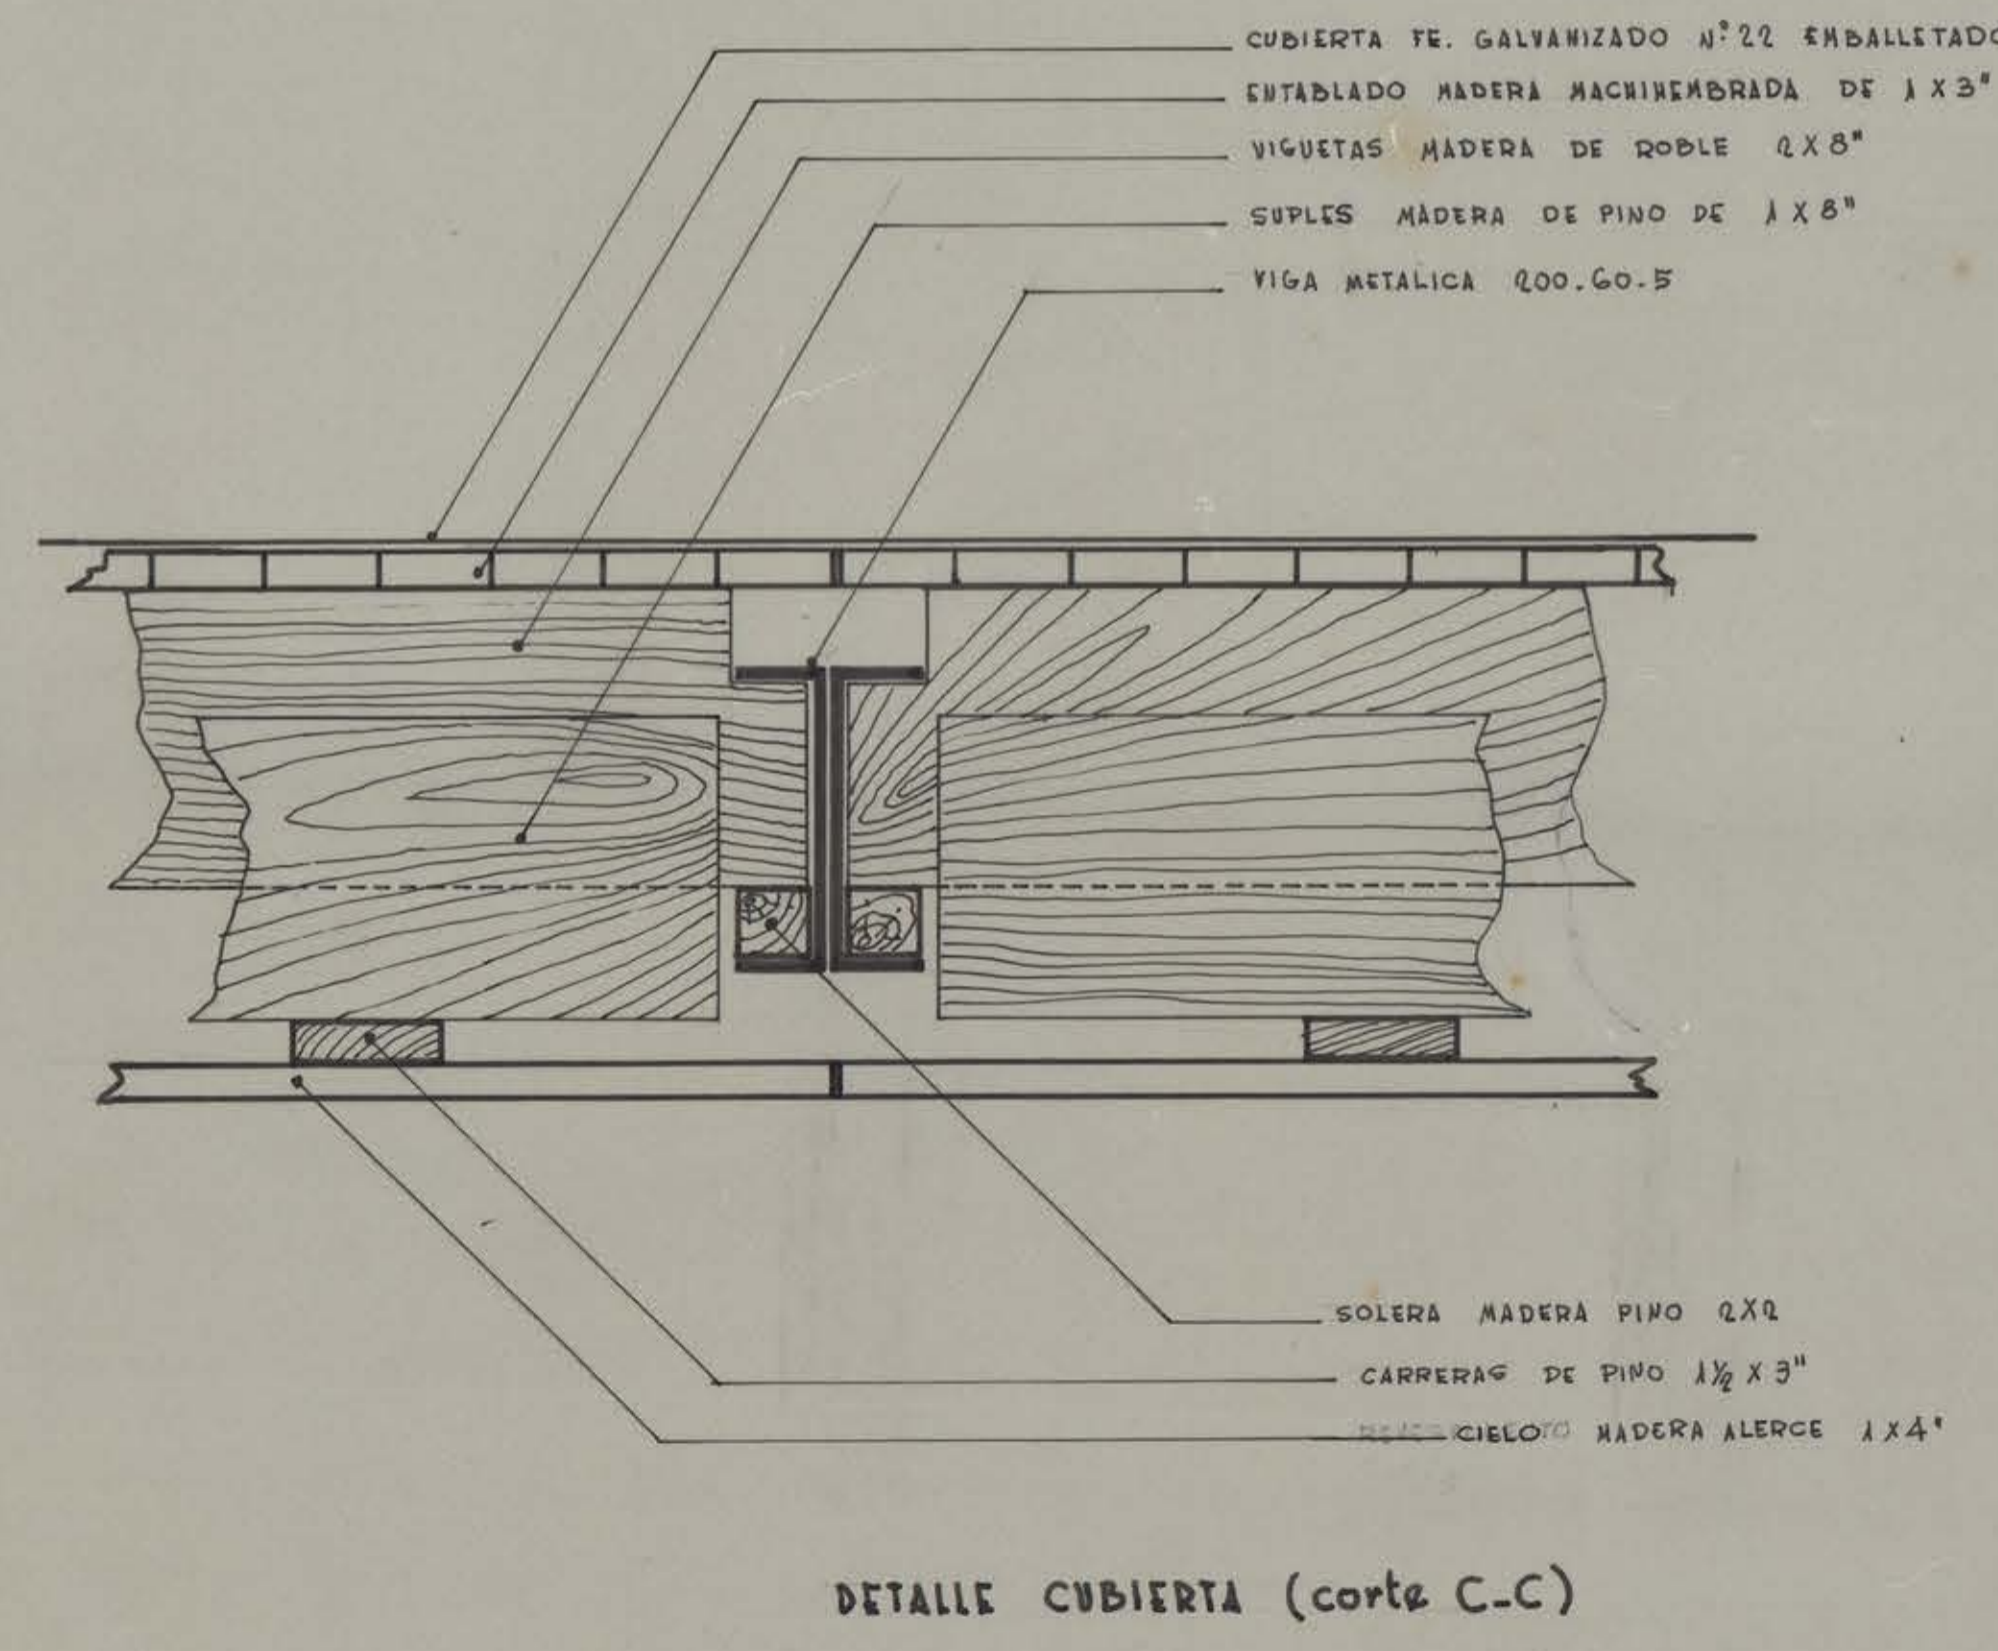 CUBIERTA FE. GALVANIZADO Nº 22 EMBALLETADO
ENTABLADO MADERA MACHIHEMBRADA DE 1 X 3"
VIGUETAS MADERA DE ROBLE 2 X 8"
SUPLES MADERA DE PINO DE 1 X 8"
VIGA METALICA 200.60.5
SOLERA MADERA PINO 2X2
CARRERAS DE PINO 1½ X 3"
CIELO MADERA ALERCE 1 X 4"
DETALLE CUBIERTA (corte C-C)